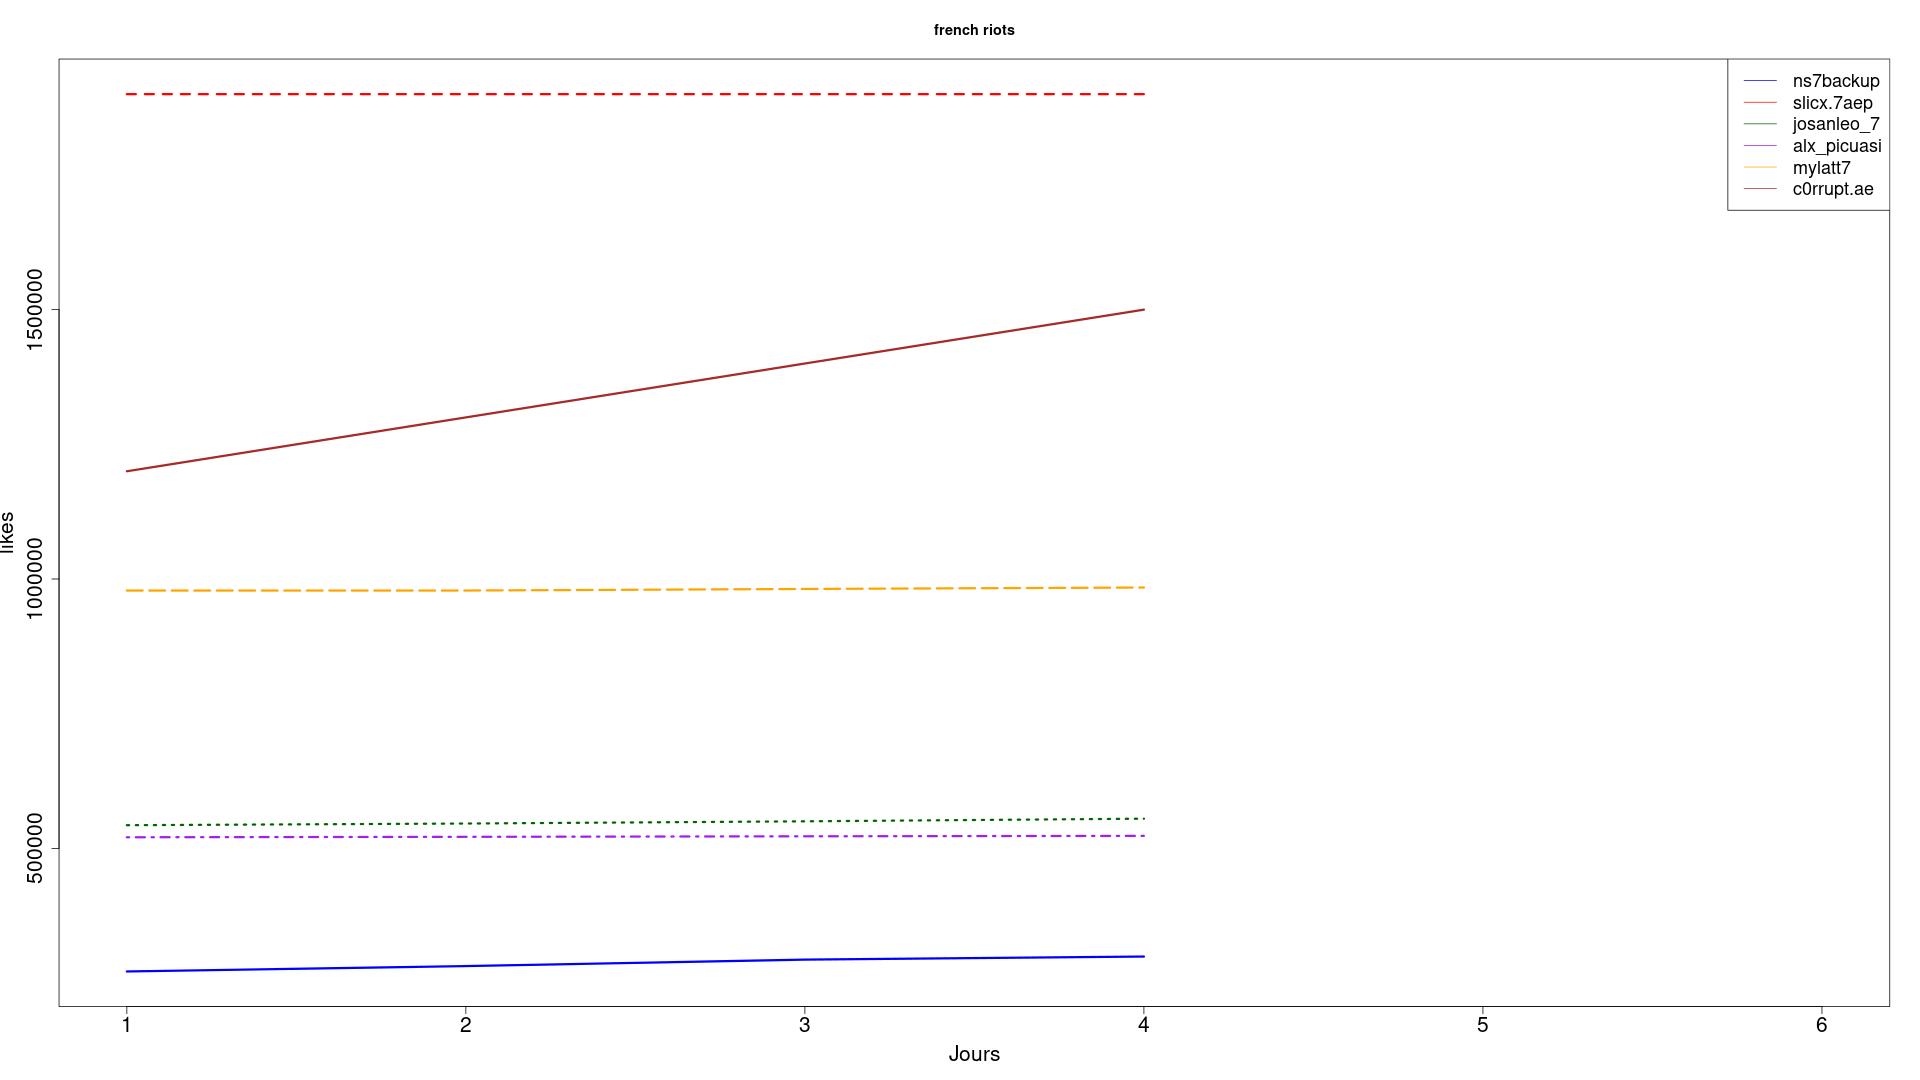 french riots
ns7backup
slicx.7aep
josanleo_7
alx_picuasi
mylatt7
c0rrupt.ae
likes
1500000
1000000
500000
1 2 3 4 5 6
Jours